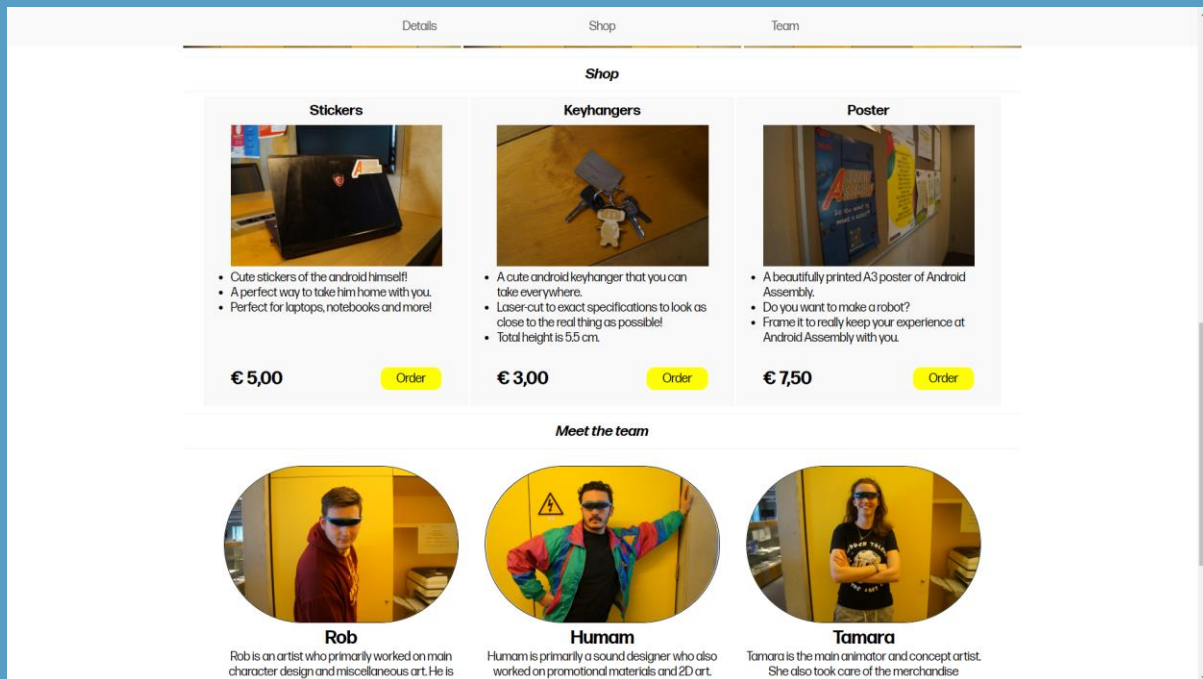 Details Shop Team
Shop
Stickers
Cute stickers of the android himself!
A perfect way to take him home with you.
Perfect for laptops, notebooks and more!
€ 5,00
Order
Keyhangers
A cute android keyhanger that you can
take everywhere.
Laser-cut to exact specifications to look as
close to the real thing as possible!
Total height is 5.5 cm.
€ 3,00
Order
Poster
A beautifully printed A3 poster of Android
Assembly.
Do you want to make a robot?
Frame it to really keep your experience at
Android Assembly with you.
€ 7,50
Order
Meet the team
Rob
Rob is an artist who primarily worked on main
character design and miscellaneous art. He is
Humam
Humam is primarily a sound designer who also
worked on promotional materials and 2D art.
Tamara
Tamara is the main animator and concept artist.
She also took care of the merchandise